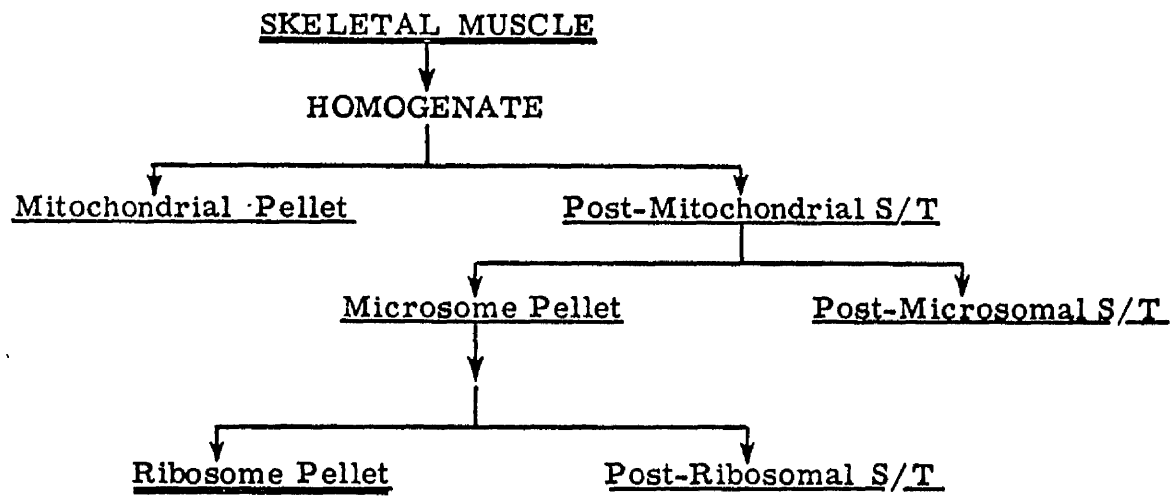 SKELETAL MUSCLE
HOMOGENATE
Mitochondrial Pellet
Post-Mitochondrial S/T
Microsome Pellet
Post-Microsomal S/T
Ribosome Pellet
Post-Ribosomal S/T